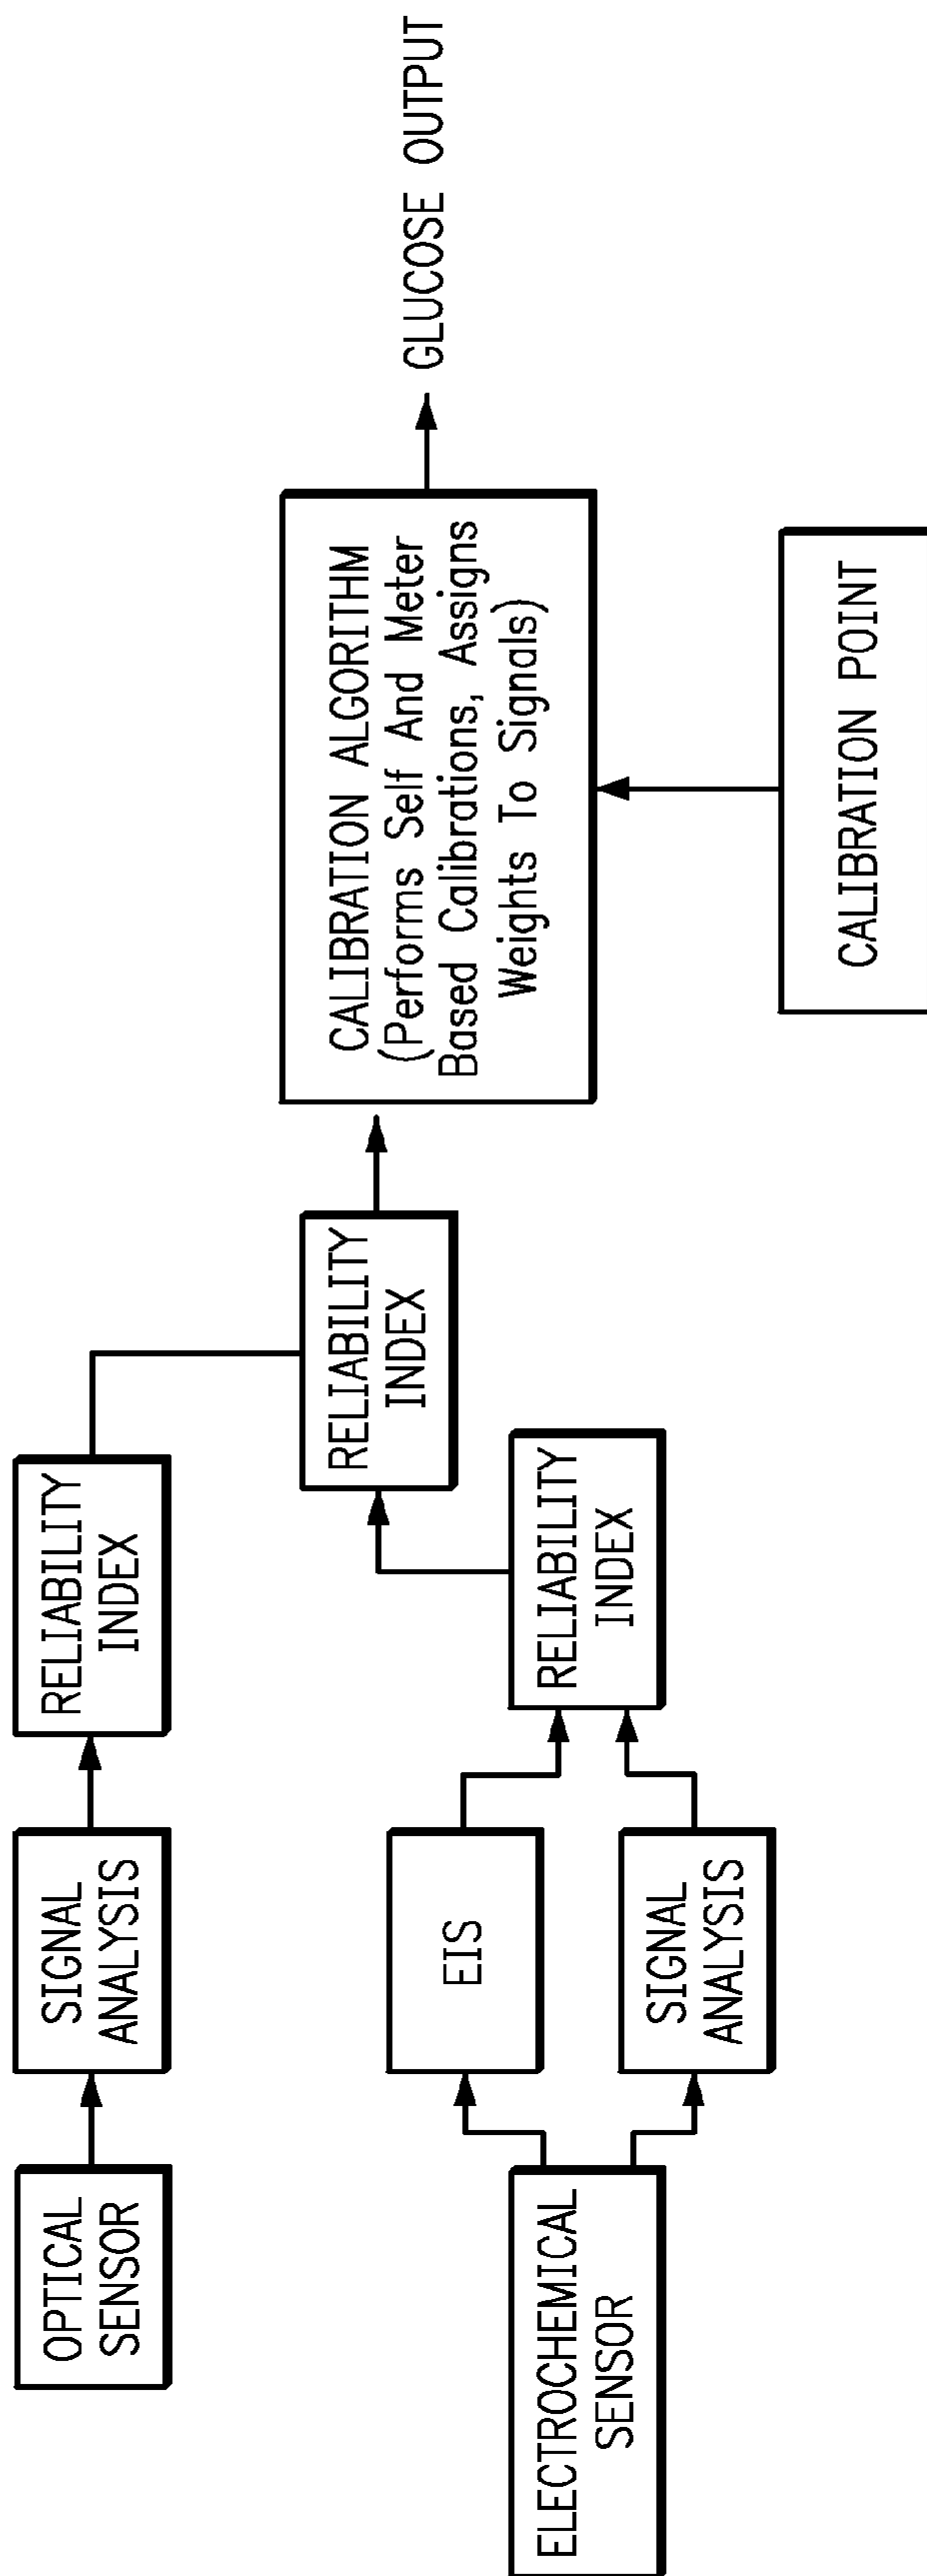 OPTICAL
SENSOR
SIGNAL
ANALYSIS
RELIABILITY
INDEX
ELECTROCHEMICAL
SENSOR
EIS
SIGNAL
ANALYSIS
RELIABILITY
INDEX
RELIABILITY
INDEX
CALIBRATION ALGORITHM
(Performs Self And Meter
Based Calibrations, Assigns
Weights To Signals)
CALIBRATION POINT
GLUCOSE OUTPUT